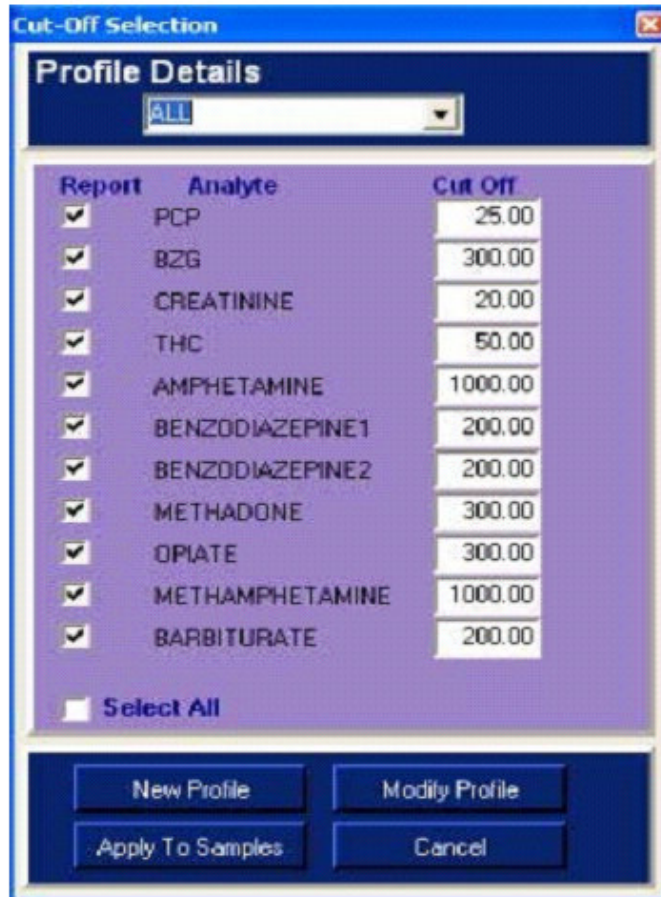 Cut-Off Selection
Profile Details
ALL
Report Analyte Cut Off
PCP 25.00
BZG 300.00
CREATININE 20.00
THC 50.00
AMPHETAMINE 1000.00
BENZODIAZEPINE1 200.00
BENZODIAZEPINE2 200.00
METHADONE 300.00
OPIATE 300.00
METHAMPHETAMINE 1000.00
BARBITURATE 200.00
Select All
New Profile Modify Profile
Apply To Samples Cancel